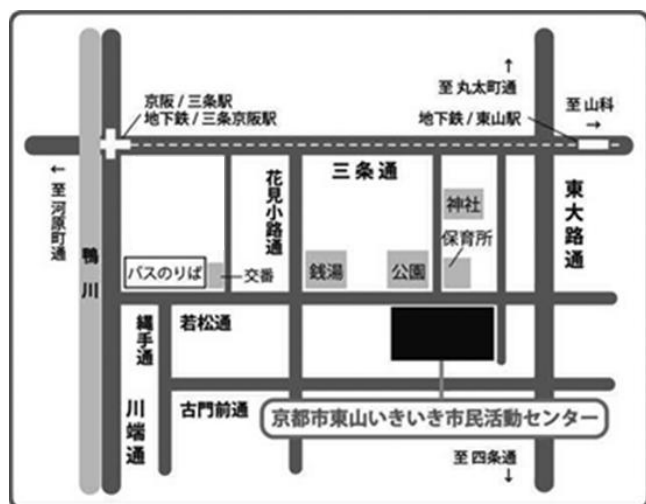 ↑
至 丸太町通
京阪 / 三条駅
地下鉄 / 三条京阪駅
地下鉄 / 東山駅
至 山科
→
三 条 通
←
至 河原町通
鴨 川
花見小路通
神社
保育所
東大路通
バスのりば
交番
銭湯
公園
縄手通
若松通
川端通
古門前通
京都市東山いきいき市民活動センター
至 四条通
↓